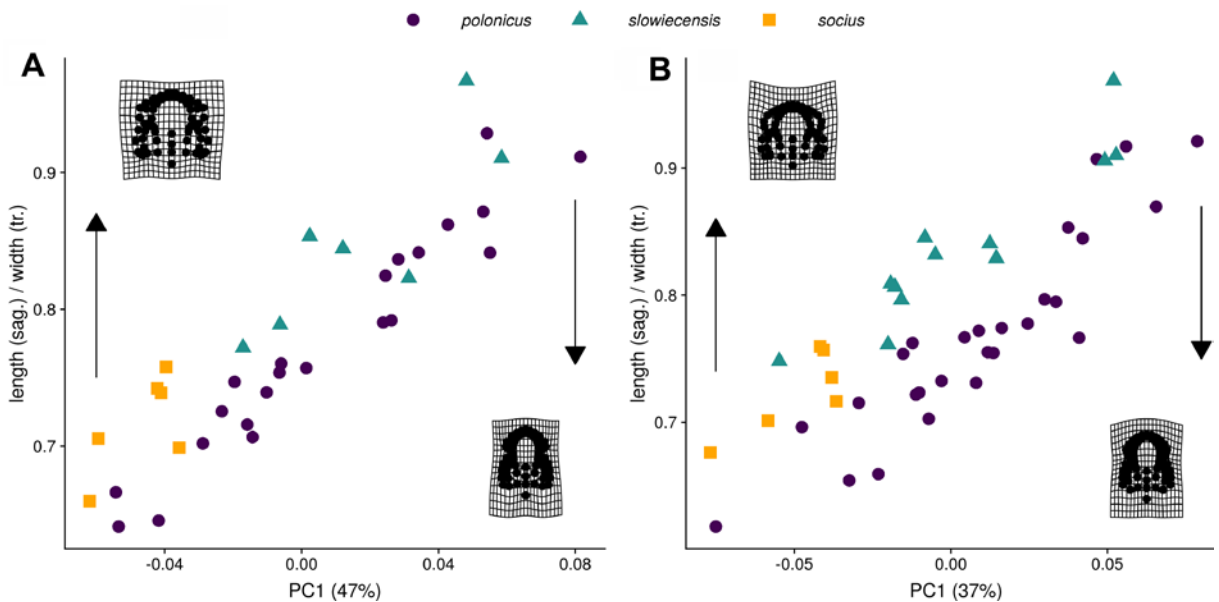 polonicus slowiecensis socius
A
length (sag.) / width (tr.)
0.9
0.8
0.7
-0.04 0.00 0.04 0.08
PC1 (47%)
B
length (sag.) / width (tr.)
0.9
0.8
0.7
-0.05 0.00 0.05
PC1 (37%)